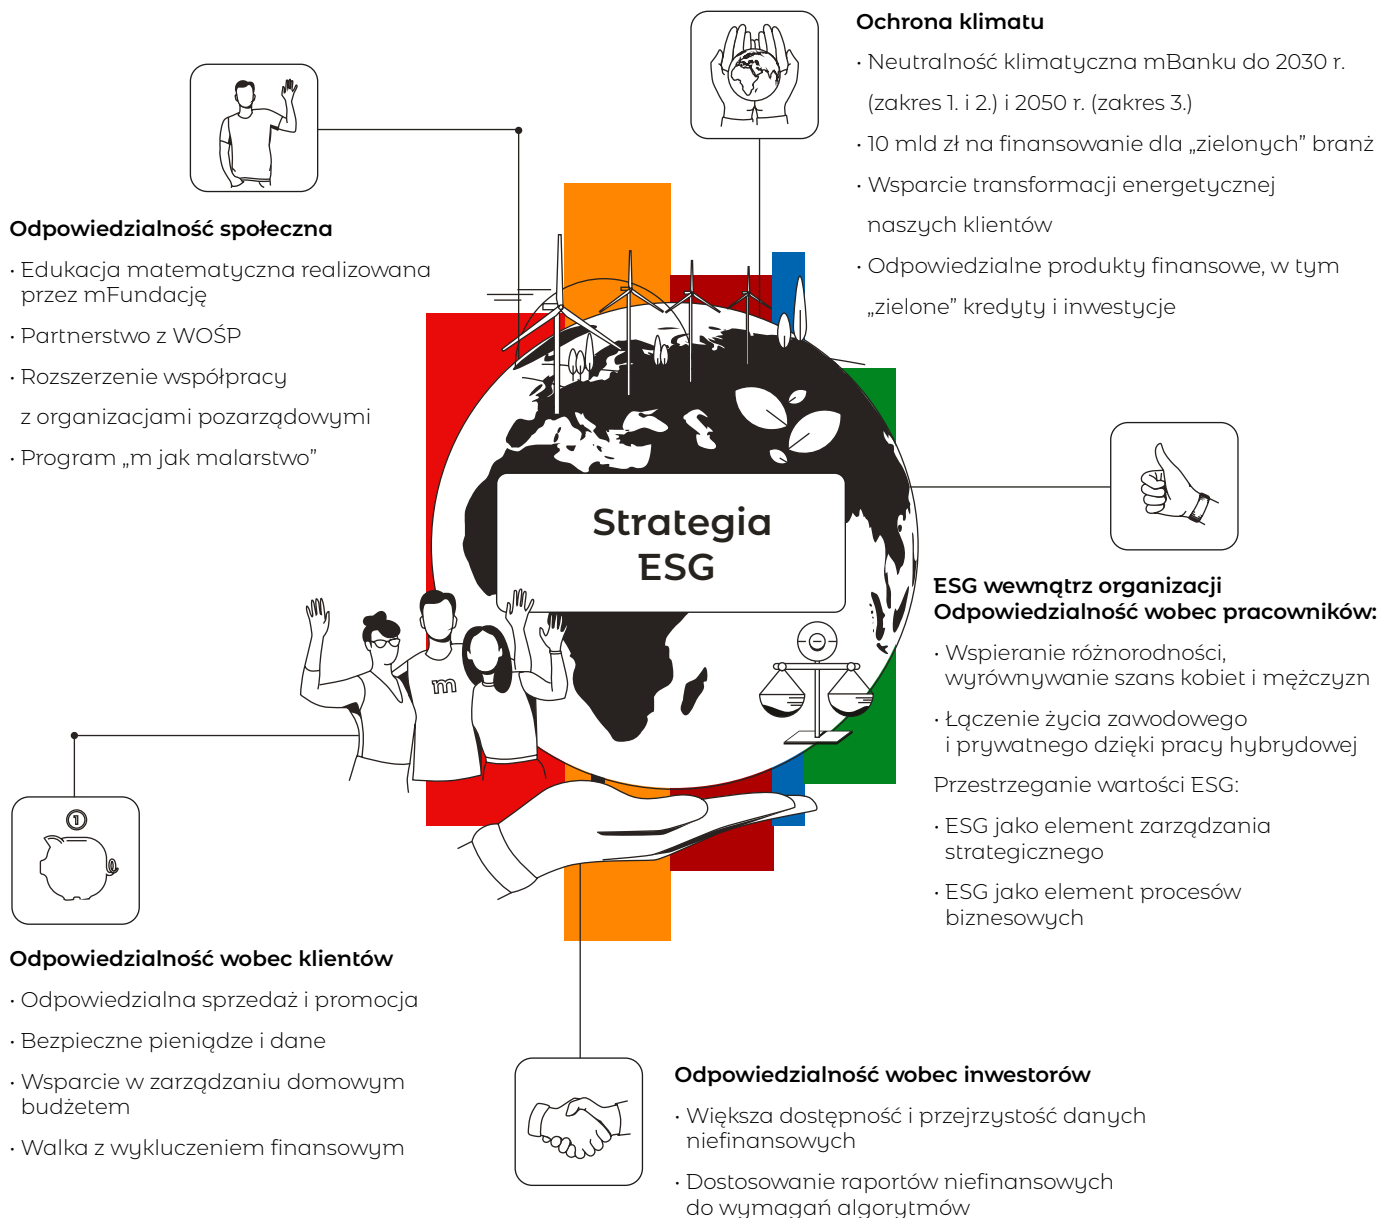 Ochrona klimatu
· Neutralność klimatyczna mBanku do 2030 r.
(zakres 1. i 2.) i 2050 r. (zakres 3.)
· 10 mld zł na finansowanie dla „zielonych” branż
· Wsparcie transformacji energetycznej
naszych klientów
· Odpowiedzialne produkty finansowe, w tym
„zielone” kredyty i inwestycje
Odpowiedzialność społeczna
· Edukacja matematyczna realizowana
przez mFundację
· Partnerstwo z WOŚP
· Rozszerzenie współpracy
z organizacjami pozarządowymi
· Program „m jak malarstwo”
Strategia
ESG
m
ESG wewnątrz organizacji
Odpowiedzialność wobec pracowników:
· Wspieranie różnorodności,
wyrównywanie szans kobiet i mężczyzn
· Łączenie życia zawodowego
i prywatnego dzięki pracy hybrydowej
Przestrzeganie wartości ESG:
· ESG jako element zarządzania
strategicznego
· ESG jako element procesów
biznesowych
1
Odpowiedzialność wobec klientów
· Odpowiedzialna sprzedaż i promocja
· Bezpieczne pieniądze i dane
· Wsparcie w zarządzaniu domowym
budżetem
· Walka z wykluczeniem finansowym
Odpowiedzialność wobec inwestorów
· Większa dostępność i przejrzystość danych
niefinansowych
· Dostosowanie raportów niefinansowych
do wymagań algorytmów